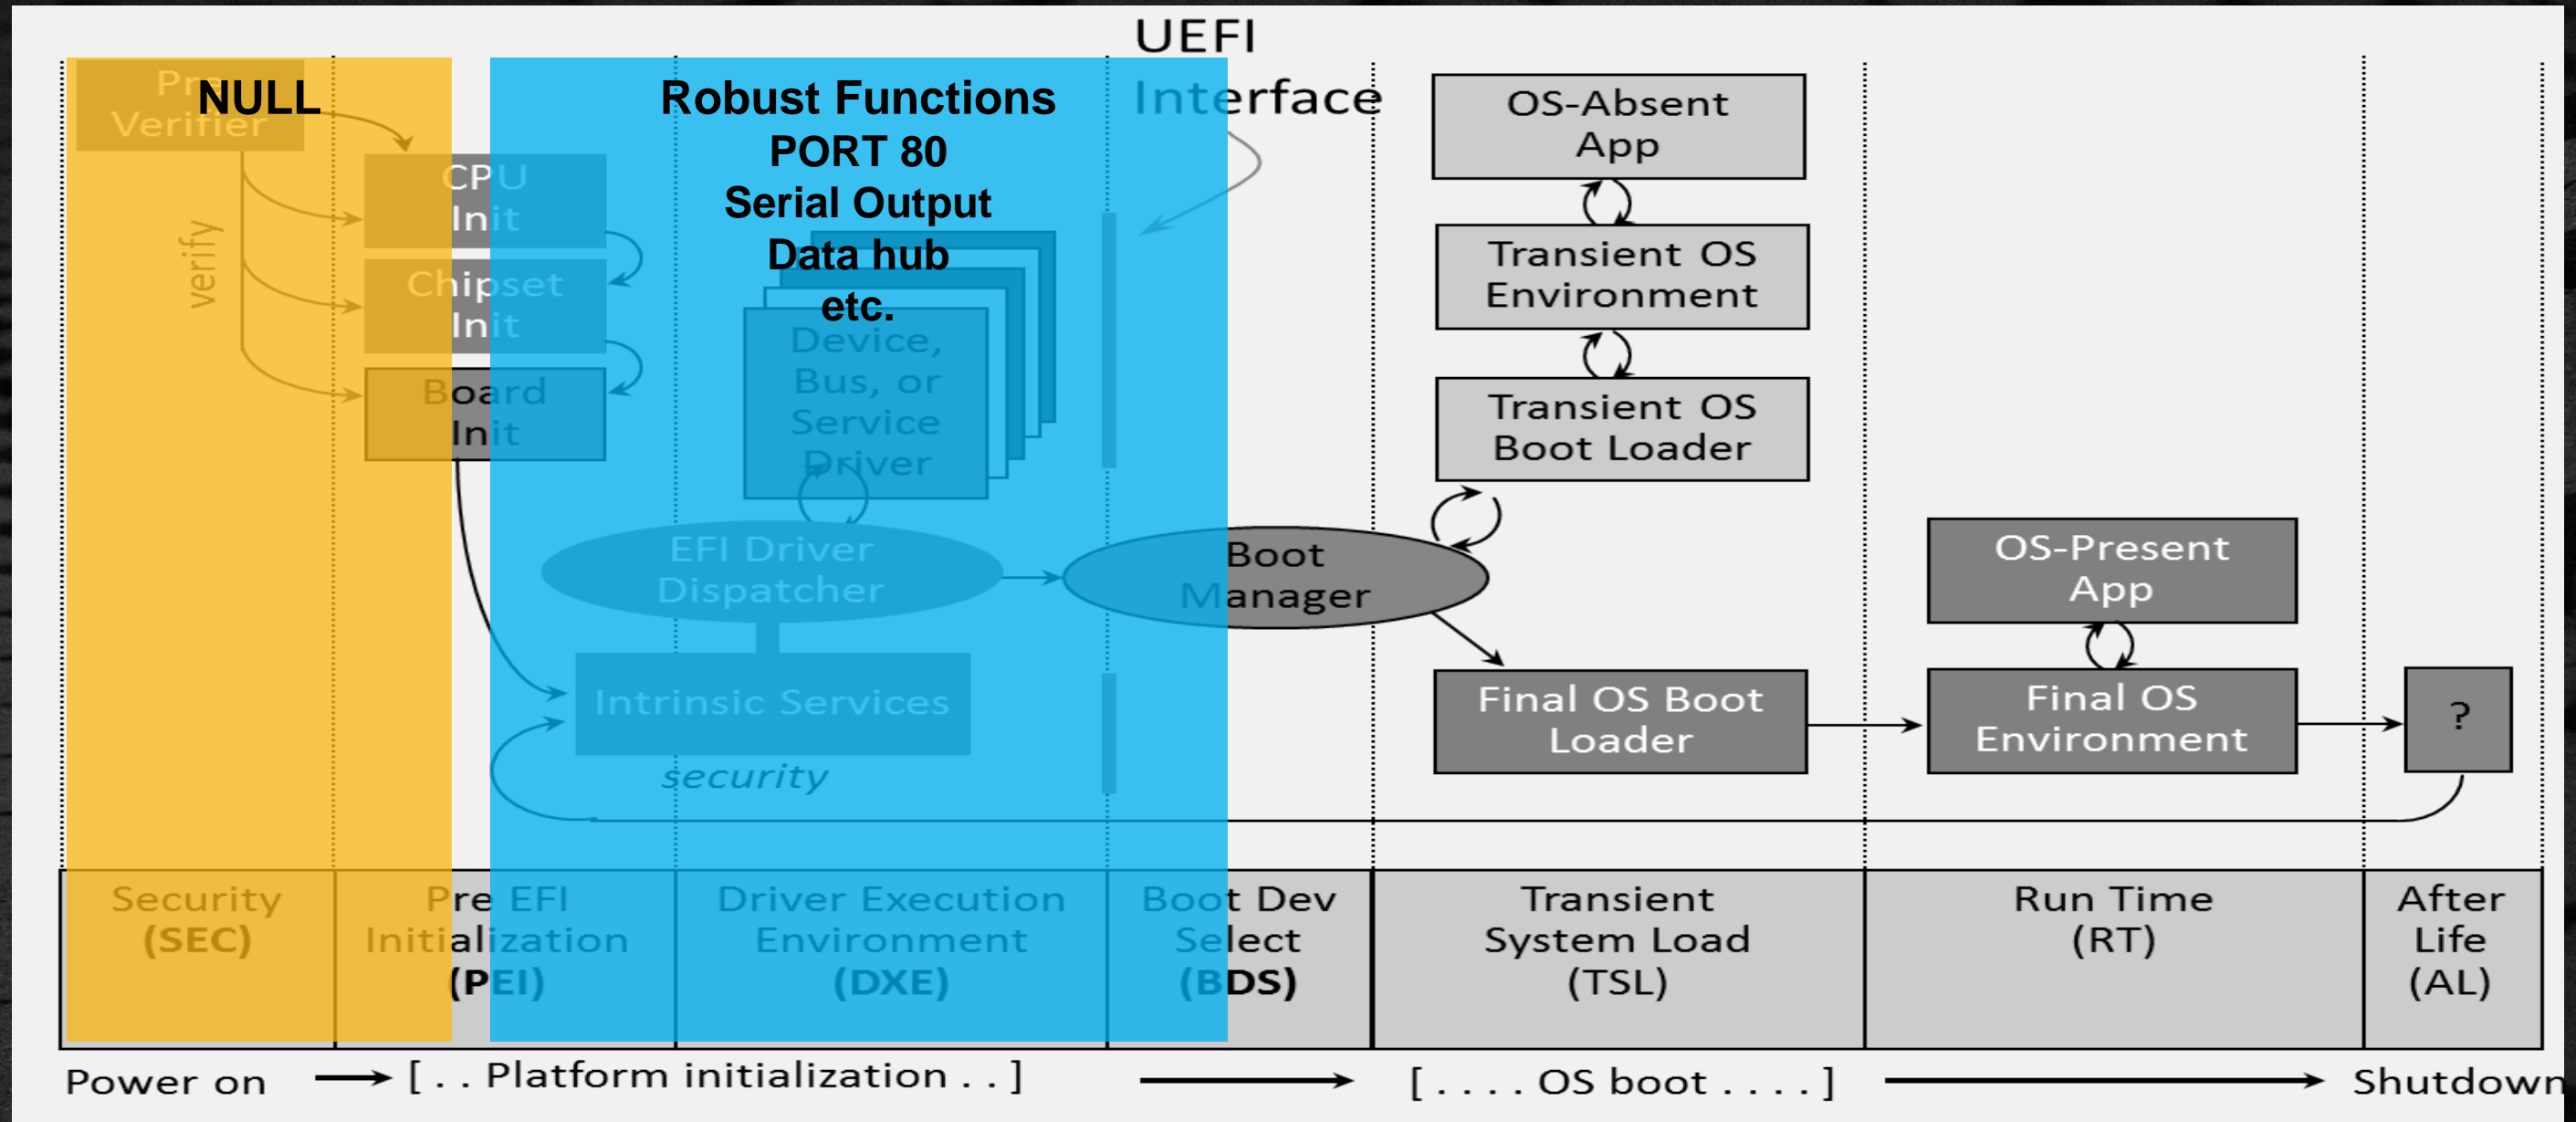 UEFI
Interface
Pre
Verifier
NULL
verify
CPU
Init
Chipset
Init
Board
Init
Robust Functions
PORT 80
Serial Output
Data hub
etc.
Device,
Bus, or
Service
Driver
EFI Driver
Dispatcher
Intrinsic Services
security
Boot
Manager
OS-Absent
App
Transient OS
Environment
Transient OS
Boot Loader
Final OS Boot
Loader
OS-Present
App
Final OS
Environment
?
Security
(SEC)
Pre EFI
Initialization
(PEI)
Driver Execution
Environment
(DXE)
Boot Dev
Select
(BDS)
Transient
System Load
(TSL)
Run Time
(RT)
After
Life
(AL)
Power on
[ . . Platform initialization . . ]
[ . . . . OS boot . . . . ]
Shutdown